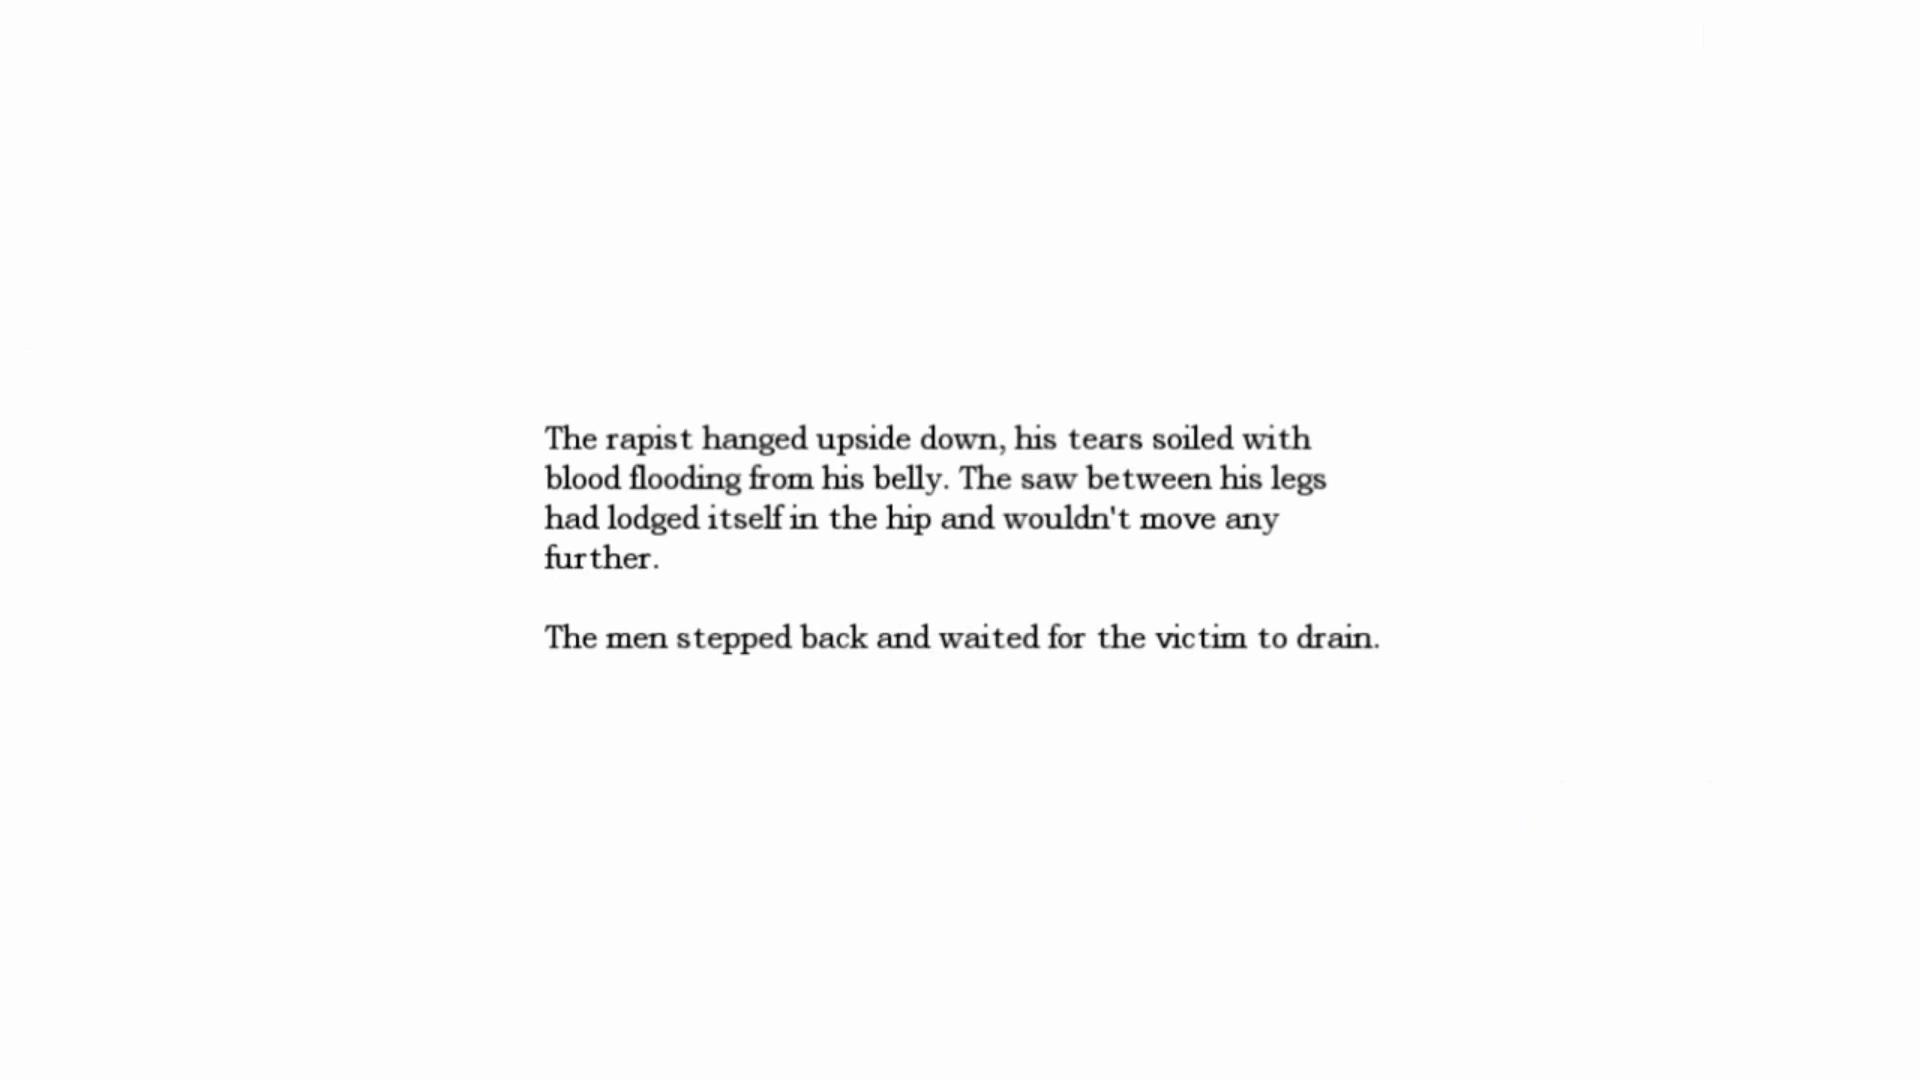 The rapist hanged upside down, his tears soiled with
blood flooding from his belly. The saw between his legs
had lodged itself in the hip and wouldn't move any
further.
The men stepped back and waited for the victim to drain.